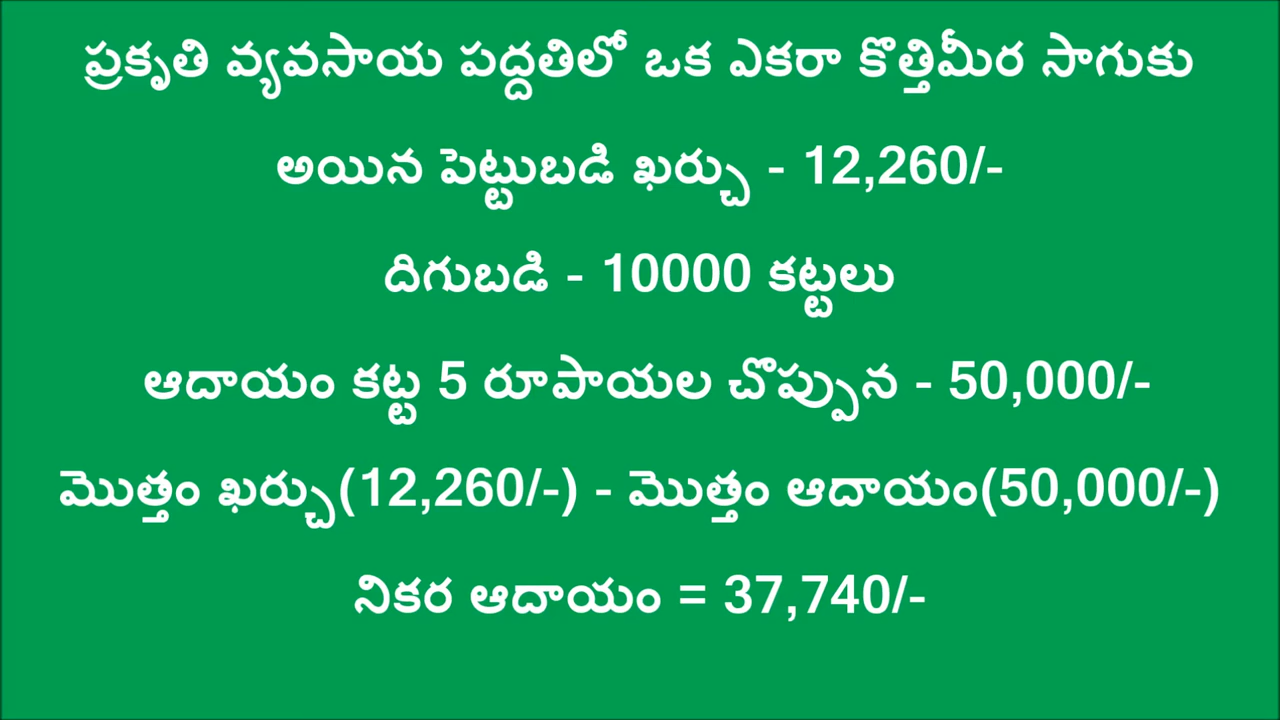 ప్రకృతి వ్యవసాయ పద్దతిలో ఒక ఎకరా కొత్తిమీర సాగుకు
అయిన పెట్టుబడి ఖర్చు - 12,260/-
దిగుబడి - 10000 కట్టలు
ఆదాయం కట్ట 5 రూపాయల చొప్పున - 50,000/-
మొత్తం ఖర్చు(12,260/-) - మొత్తం ఆదాయం(50,000/-)
నికర ఆదాయం = 37,740/-